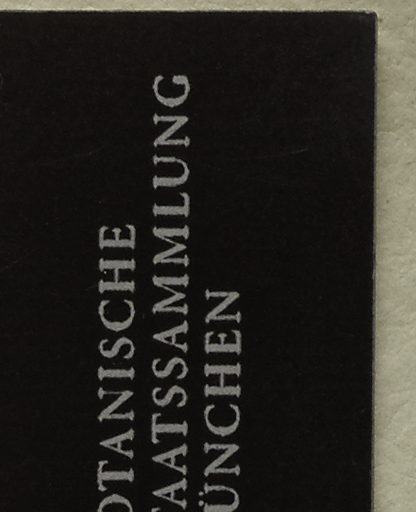 OTANISCHE
TAATSSAMMLUNG
ÜNCHEN